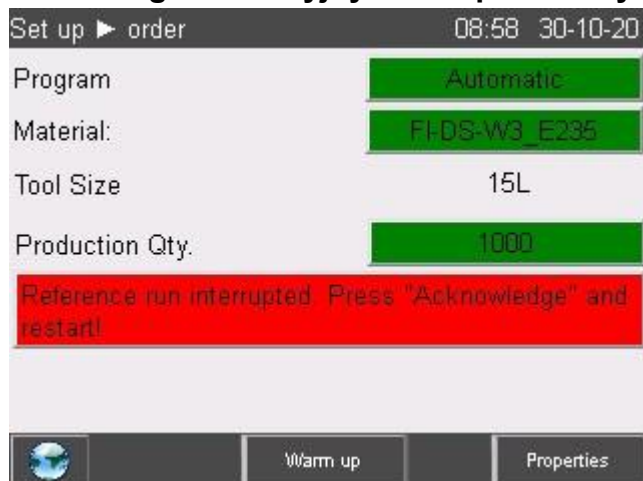 Set up ► order 08:58 30-10-20
Program Automatic
Material: FI-DS-W3_E235
Tool Size 15L
Production Qty. 1000
Reference run interrupted. Press "Acknowledge" and
restart!
Warm up Properties